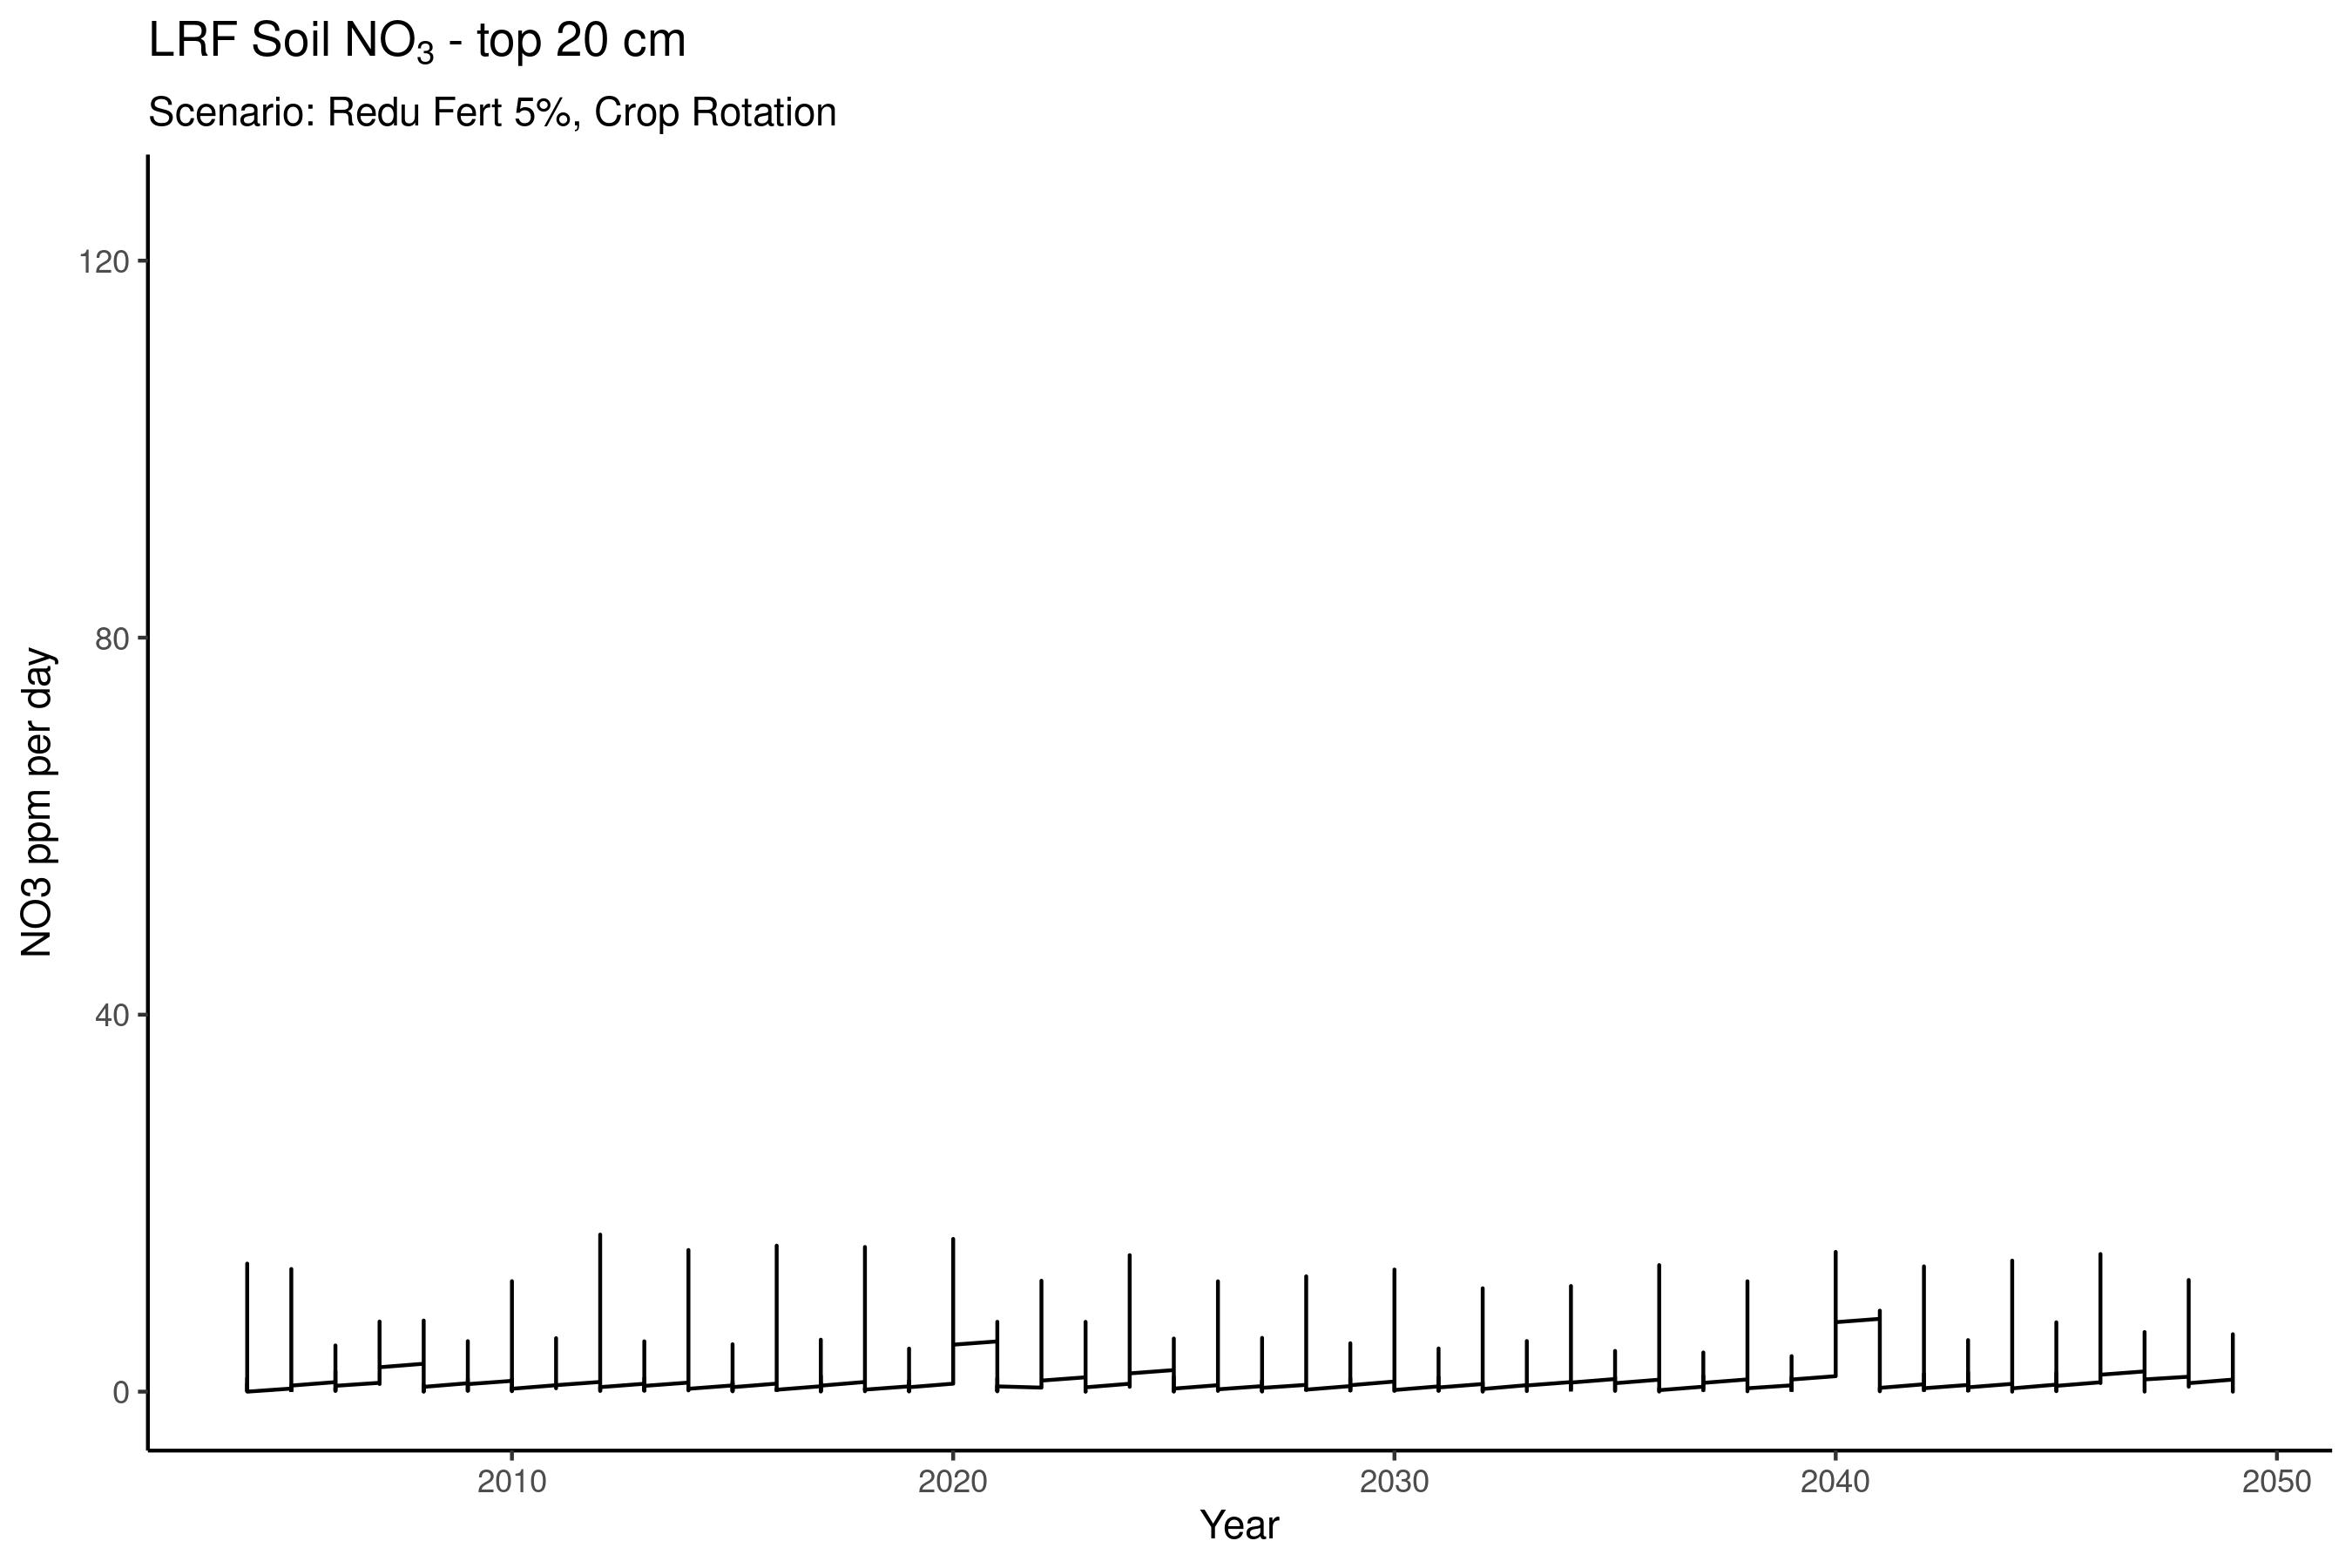 LRF Soil NO₃ - top 20 cm
Scenario: Redu Fert 5%, Crop Rotation
120
80
40
0
NO3 ppm per day
2010 2020 2030 2040 2050
Year